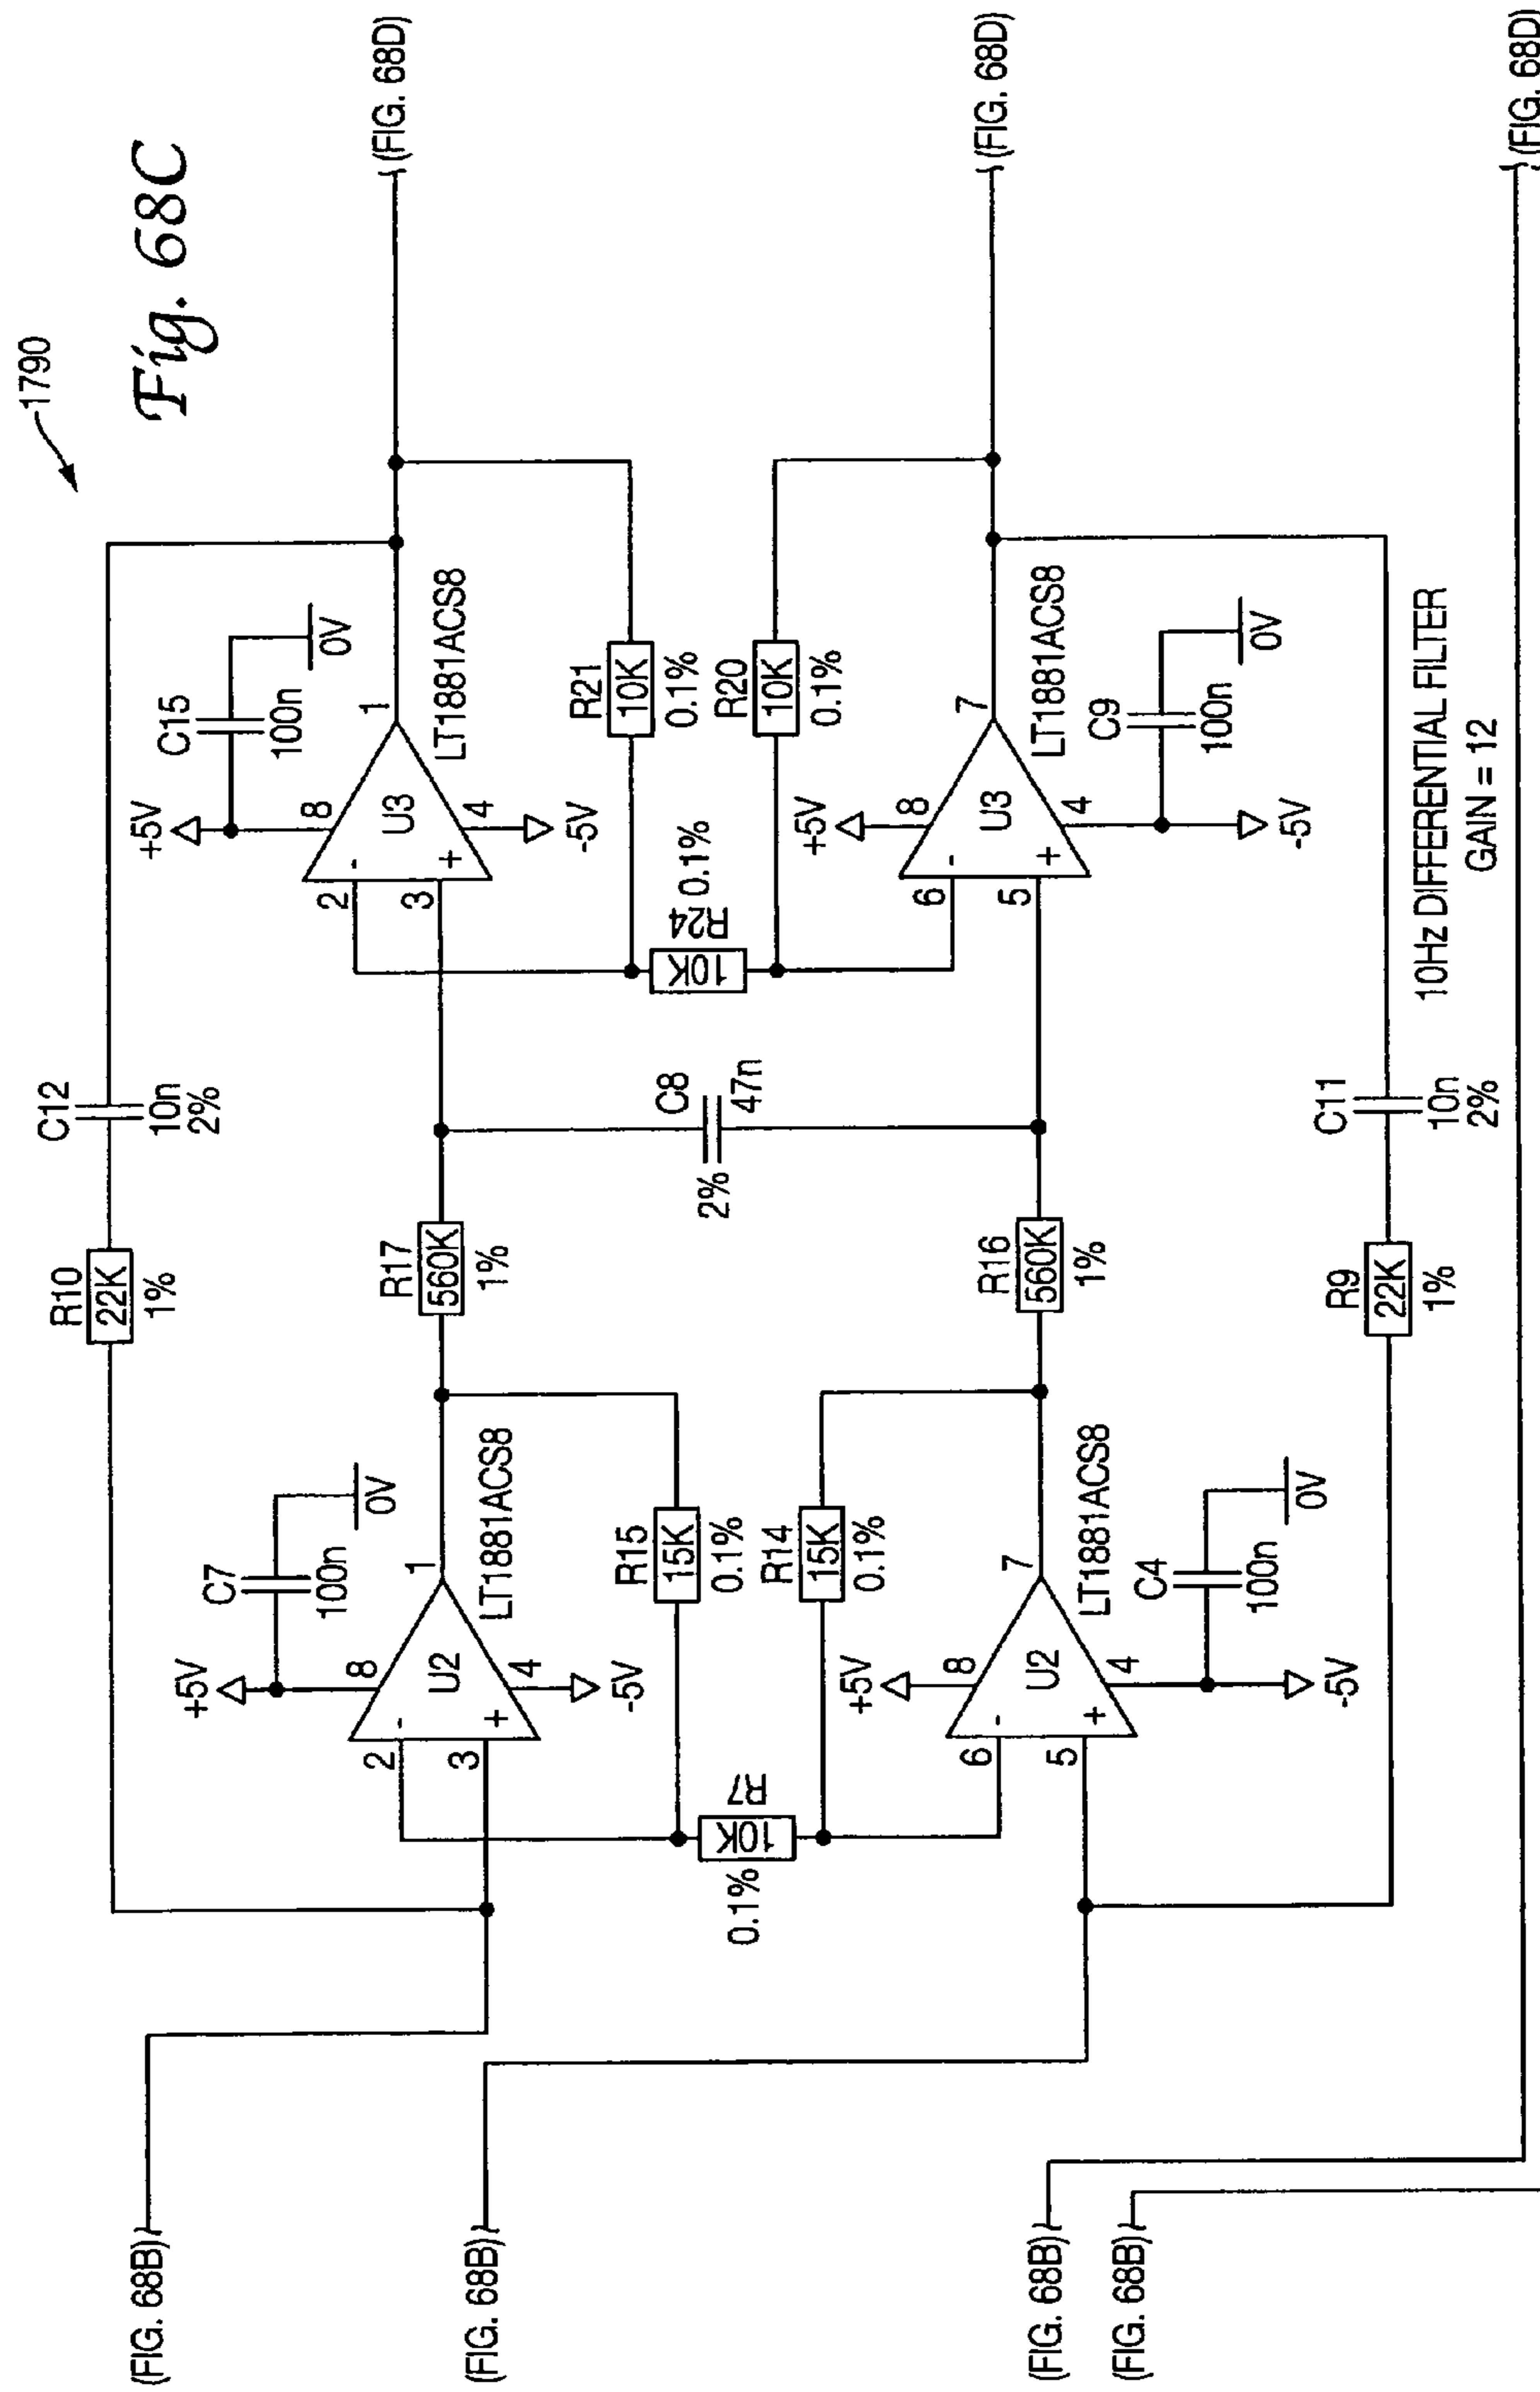 1790
Fig. 68C
(FIG. 68B)
(FIG. 68B)
(FIG. 68B)
(FIG. 68B)
R10
22K
1%
C12
10n
2%
+5V
C7
100n
0V
8
2
-
3
+
U2
1
4
-5V
LT1881ACS8
R15
15K
0.1%
R7
10K
0.1%
R14
15K
0.1%
+5V
8
6
-
5
+
U2
7
4
-5V
LT1881ACS8
C4
100n
0V
R17
560K
1%
R16
560K
1%
C8
47n
2%
R9
22K
1%
C11
10n
2%
+5V
C15
100n
0V
8
2
-
3
+
U3
1
4
-5V
LT1881ACS8
R21
10K
0.1%
R24
10K
0.1%
R20
10K
0.1%
+5V
8
6
-
5
+
U3
7
4
-5V
LT1881ACS8
C9
100n
0V
10Hz DIFFERENTIAL FILTER
GAIN = 12
(FIG. 68D)
(FIG. 68D)
(FIG. 68D)